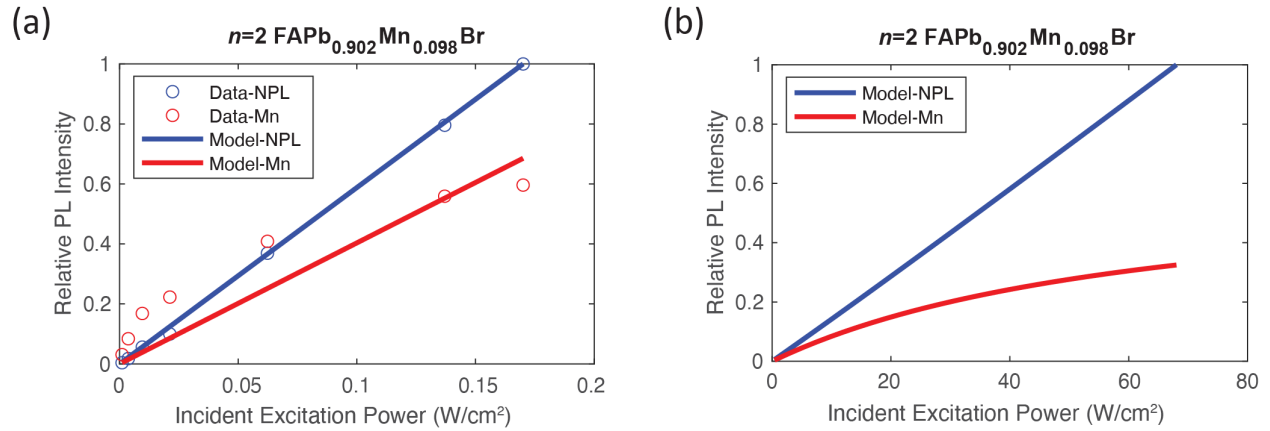 (a)
n=2 FAPb0.902Mn0.098Br
Relative PL Intensity
1
0.8
0.6
0.4
0.2
0
Data-NPL
Data-Mn
Model-NPL
Model-Mn
0 0.05 0.1 0.15 0.2
Incident Excitation Power (W/cm²)
(b)
n=2 FAPb0.902Mn0.098Br
Relative PL Intensity
1
0.8
0.6
0.4
0.2
0
Model-NPL
Model-Mn
0 20 40 60 80
Incident Excitation Power (W/cm²)